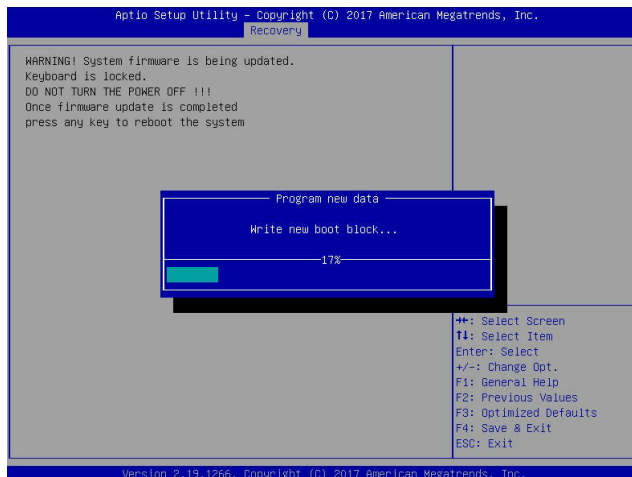 Aptio Setup Utility – Copyright (C) 2017 American Megatrends, Inc.
Recovery
WARNING! System firmware is being updated.
Keyboard is locked.
DO NOT TURN THE POWER OFF !!!
Once firmware update is completed
press any key to reboot the system
Program new data
Write new boot block...
17%
→←: Select Screen
↑↓: Select Item
Enter: Select
+/-: Change Opt.
F1: General Help
F2: Previous Values
F3: Optimized Defaults
F4: Save & Exit
ESC: Exit
Version 2.19.1266. Copyright (C) 2017 American Megatrends, Inc.